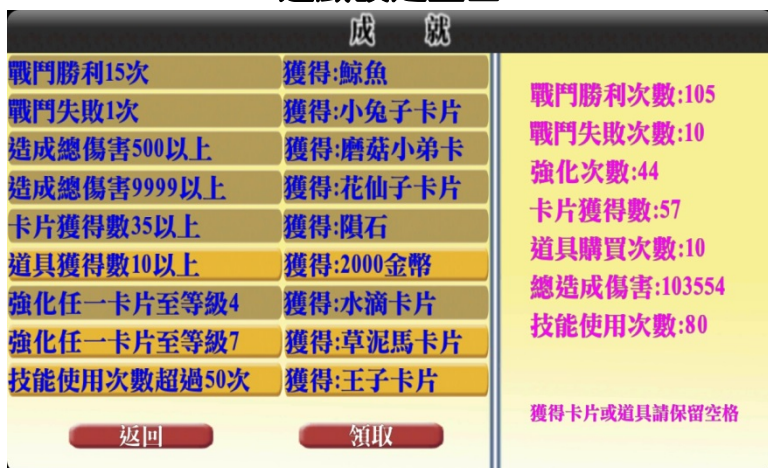 成 就
戰鬥勝利15次 獲得:鯨魚
戰鬥失敗1次 獲得:小兔子卡片
造成總傷害500以上 獲得:磨菇小弟卡
造成總傷害9999以上 獲得:花仙子卡片
卡片獲得數35以上 獲得:隕石
道具獲得數10以上 獲得:2000金幣
強化任一卡片至等級4 獲得:水滴卡片
強化任一卡片至等級7 獲得:草泥馬卡片
技能使用次數超過50次 獲得:王子卡片
返回 領取
戰鬥勝利次數:105
戰鬥失敗次數:10
強化次數:44
卡片獲得數:57
道具購買次數:10
總造成傷害:103554
技能使用次數:80
獲得卡片或道具請保留空格